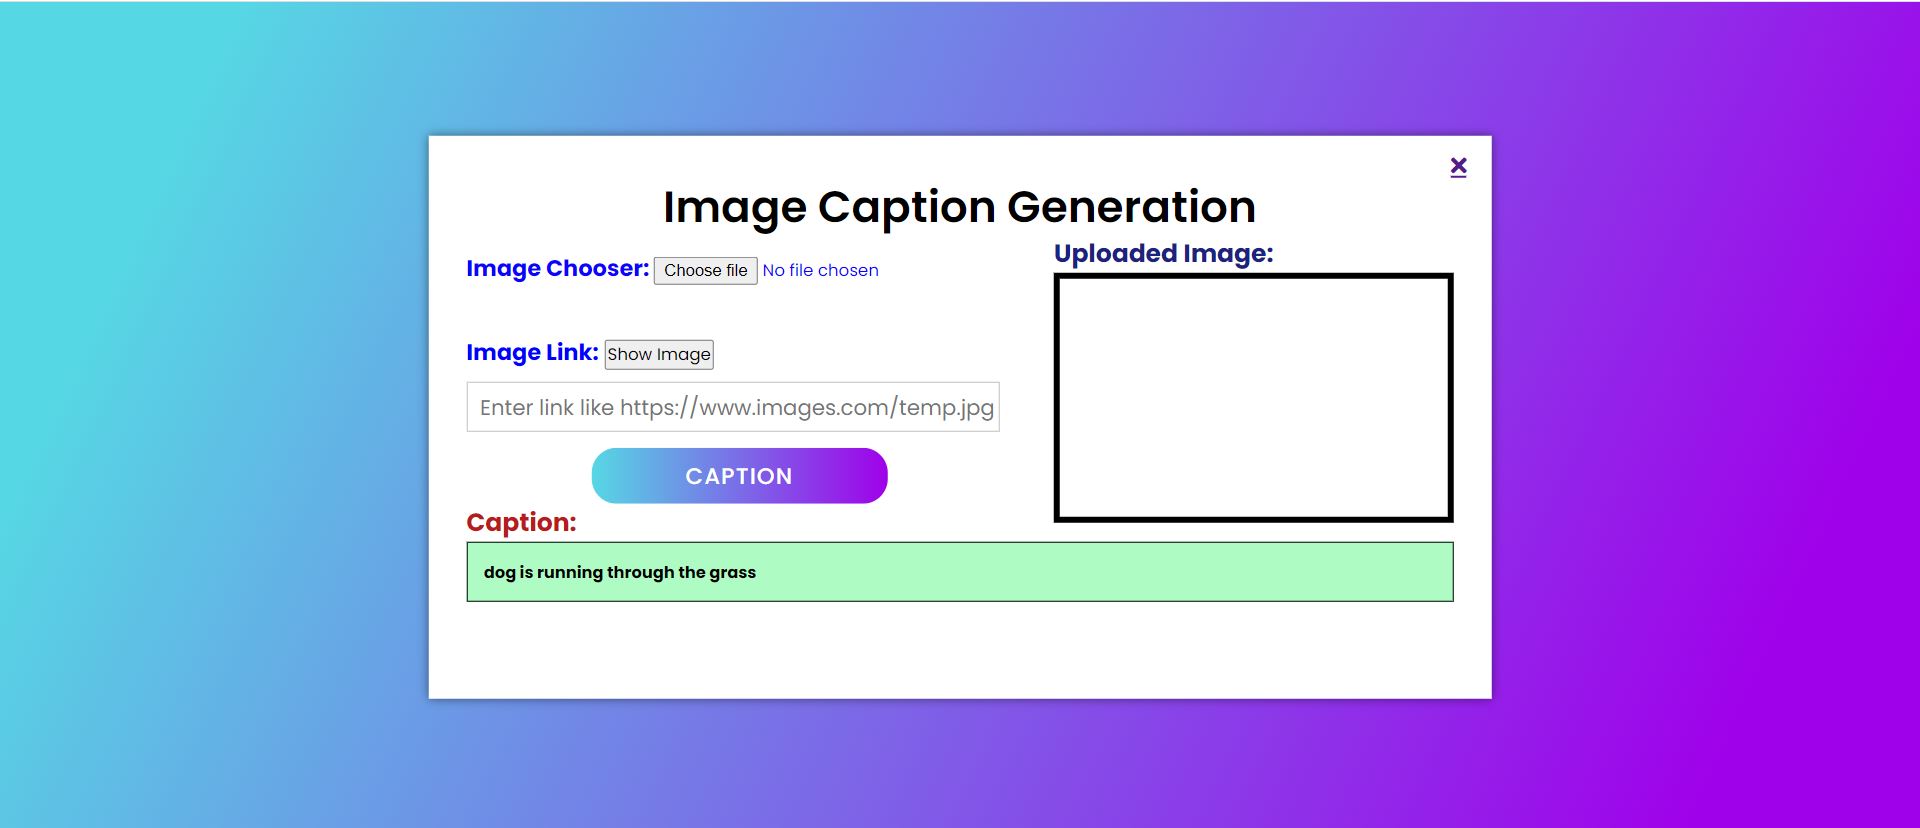 ×
Image Caption Generation
Image Chooser: Choose file No file chosen
Image Link: Show Image
Enter link like https://www.images.com/temp.jpg
CAPTION
Uploaded Image:
Caption:
dog is running through the grass